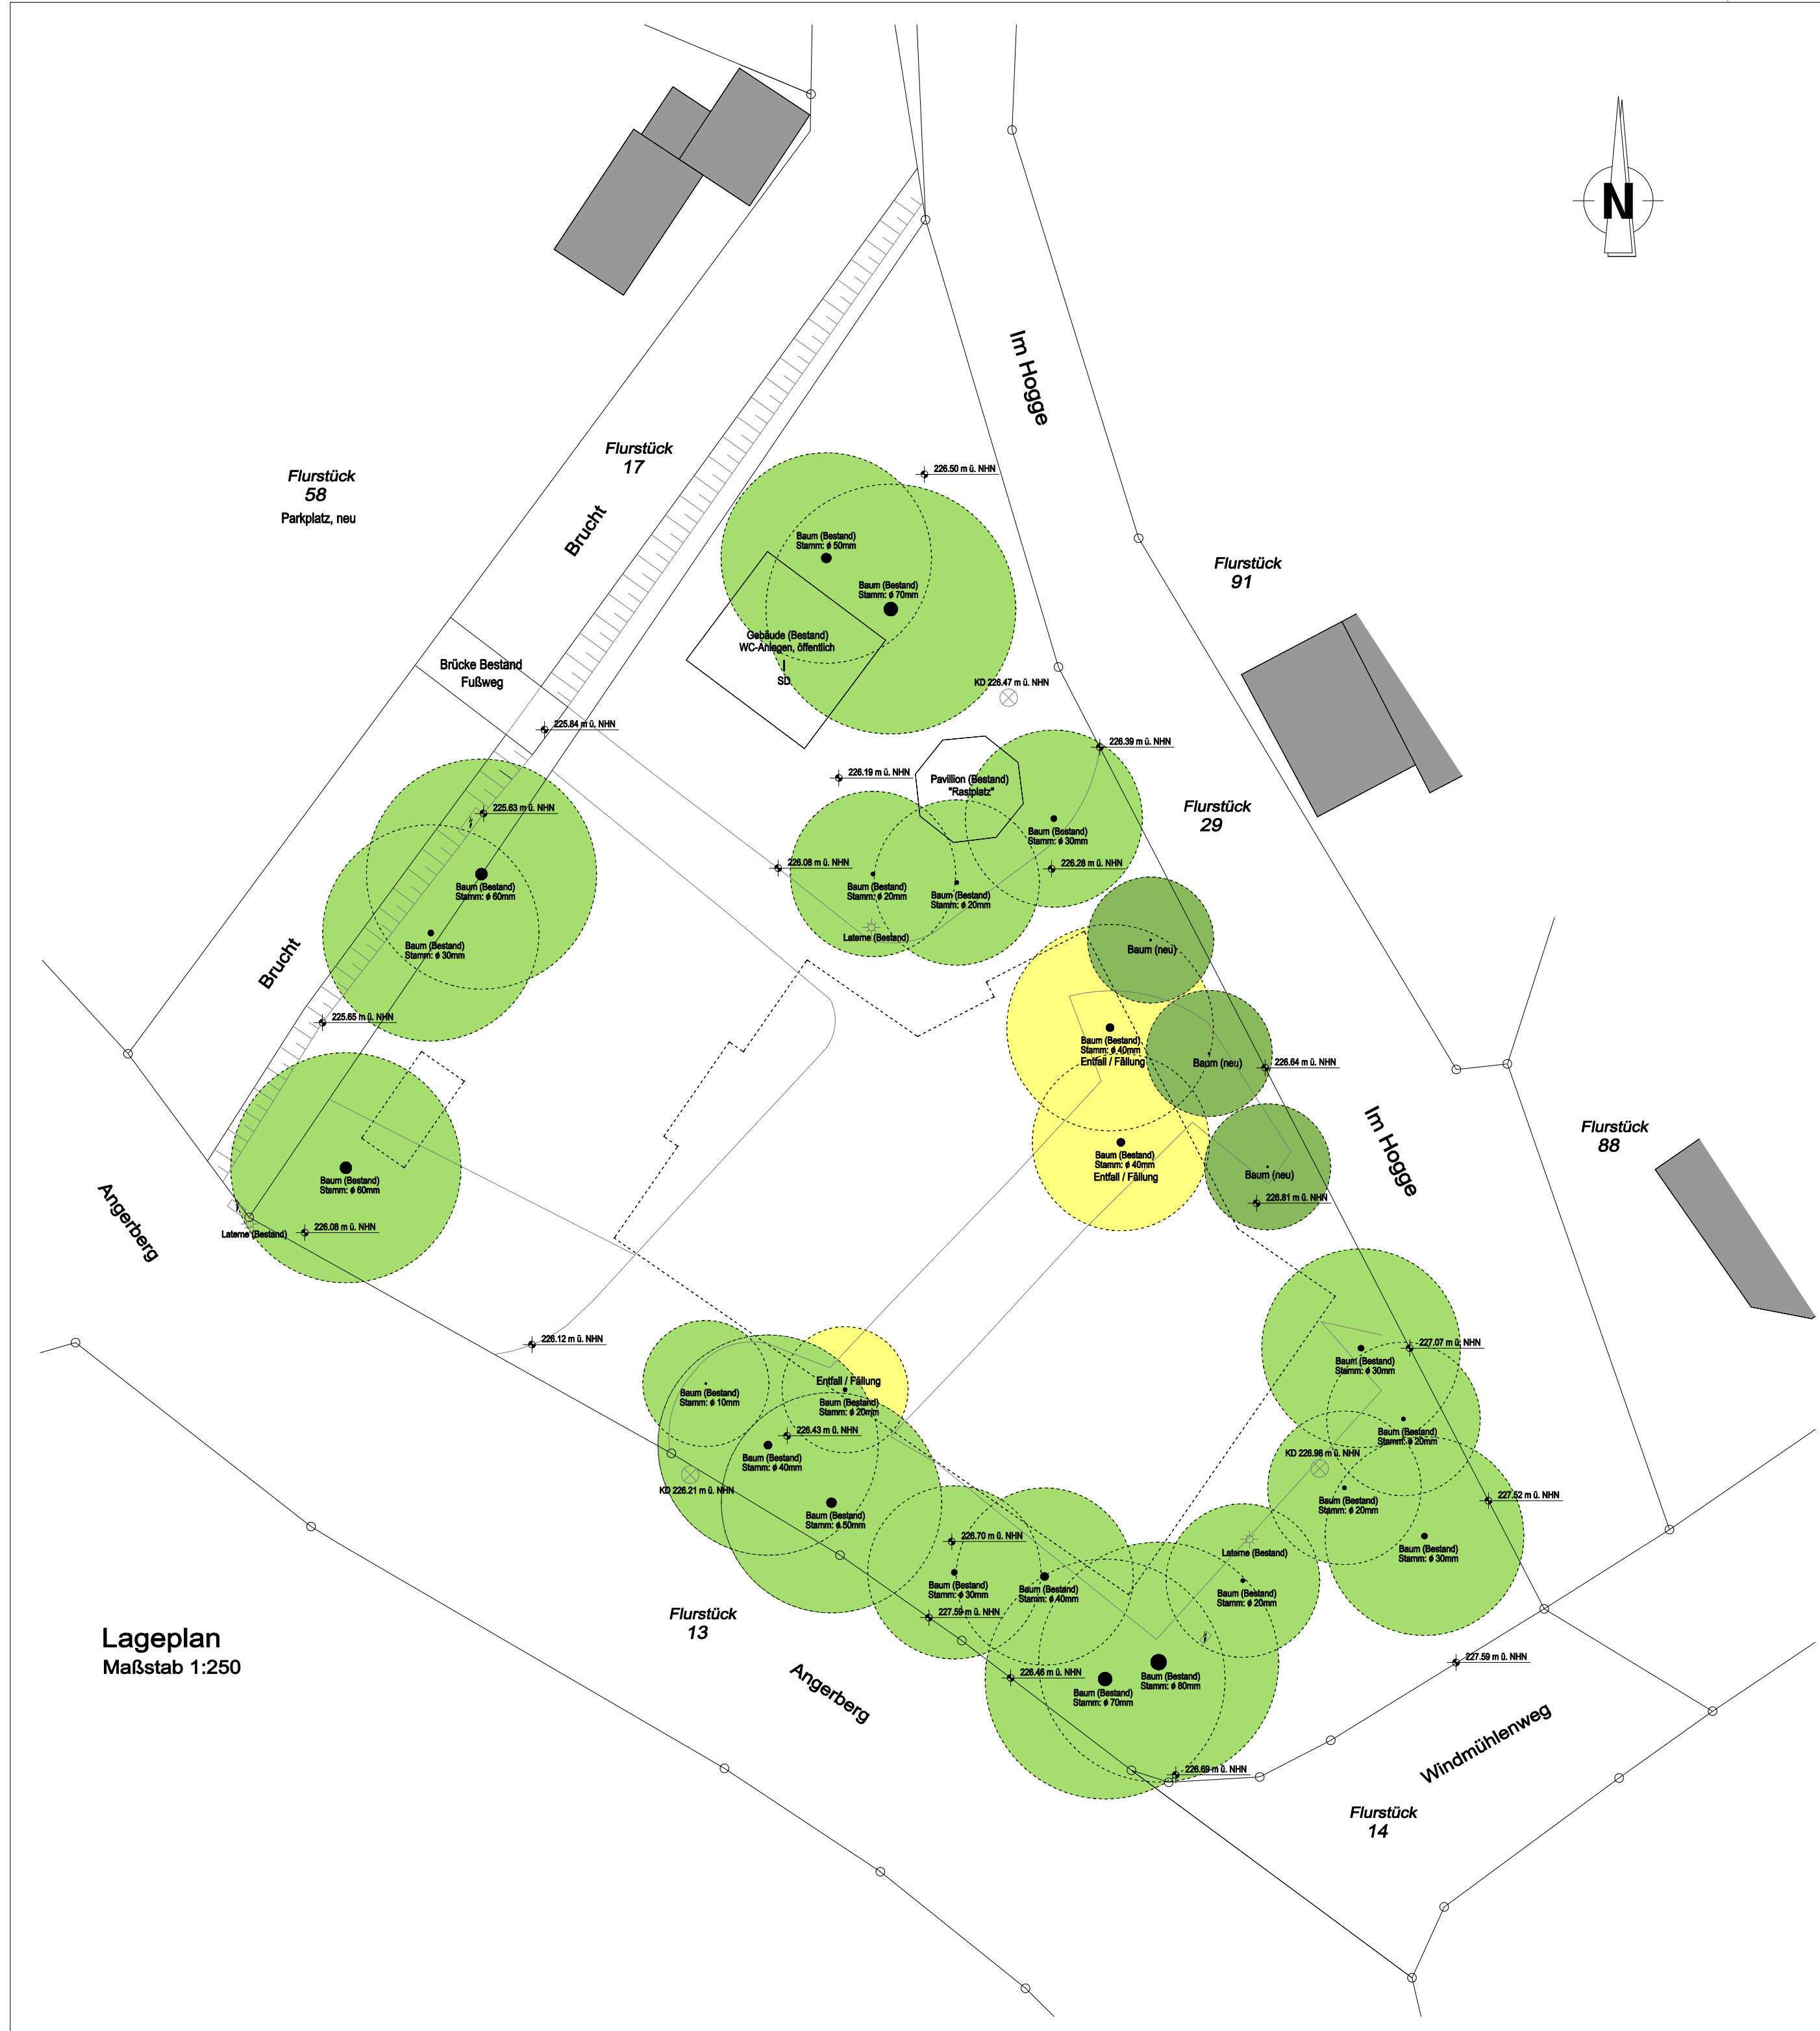 N
Im Hogge
Flurstück
17
Flurstück
58
Parkplatz, neu
Brucht
226.50 m ü. NHN
Baum (Bestand)
Stamm: ø 50mm
Baum (Bestand)
Stamm: ø 70mm
Flurstück
91
Gebäude (Bestand)
WC-Anlagen, öffentlich
I
SD
Brücke Bestand
Fußweg
KD 226.47 m ü. NHN
225.84 m ü. NHN
226.39 m ü. NHN
226.19 m ü. NHN
Pavillion (Bestand)
"Rastplatz"
225.63 m ü. NHN
Flurstück
29
Baum (Bestand)
Stamm: ø 30mm
226.08 m ü. NHN
226.28 m ü. NHN
Baum (Bestand)
Stamm: ø 60mm
Baum (Bestand)
Stamm: ø 20mm
Baum (Bestand)
Stamm: ø 20mm
Laterne (Bestand)
Baum (Bestand)
Stamm: ø 30mm
Baum (neu)
Brucht
225.65 m ü. NHN
Baum (Bestand)
Stamm: ø 40mm
Entfall / Fällung
Baum (neu)
226.64 m ü. NHN
Im Hogge
Flurstück
88
Baum (Bestand)
Stamm: ø 40mm
Entfall / Fällung
Baum (neu)
226.81 m ü. NHN
Baum (Bestand)
Stamm: ø 60mm
Angerberg
Laterne (Bestand)
226.08 m ü. NHN
226.12 m ü. NHN
227.07 m ü. NHN
Baum (Bestand)
Stamm: ø 30mm
Entfall / Fällung
Baum (Bestand)
Stamm: ø 10mm
Baum (Bestand)
Stamm: ø 20mm
226.43 m ü. NHN
Baum (Bestand)
Stamm: ø 20mm
Baum (Bestand)
Stamm: ø 40mm
KD 226.98 m ü. NHN
KD 226.21 m ü. NHN
227.52 m ü. NHN
Baum (Bestand)
Stamm: ø 20mm
Baum (Bestand)
Stamm: ø 50mm
226.70 m ü. NHN
Laterne (Bestand)
Baum (Bestand)
Stamm: ø 30mm
Baum (Bestand)
Stamm: ø 30mm
Baum (Bestand)
Stamm: ø 40mm
Baum (Bestand)
Stamm: ø 20mm
Flurstück
13
227.59 m ü. NHN
Lageplan
Maßstab 1:250
227.59 m ü. NHN
226.46 m ü. NHN
Baum (Bestand)
Stamm: ø 80mm
Baum (Bestand)
Stamm: ø 70mm
Angerberg
Windmühlenweg
226.69 m ü. NHN
Flurstück
14